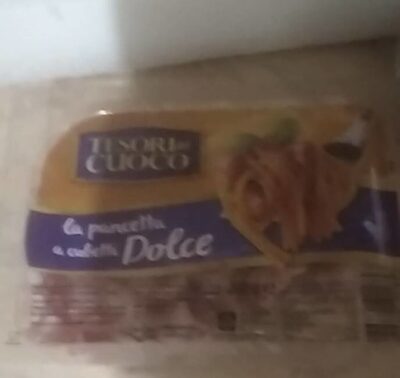 TESORI del
CUOCO
la pancetta
a cubetti Dolce